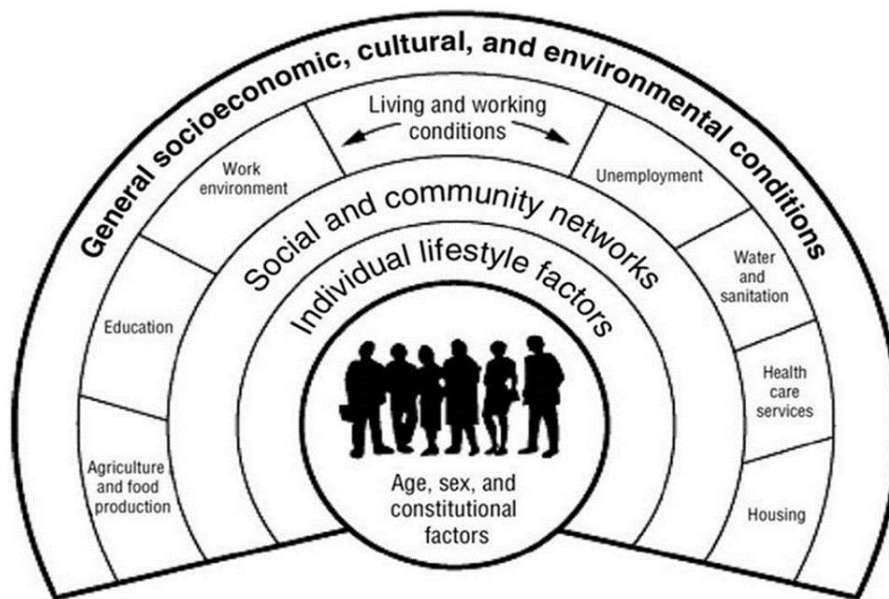 General socioeconomic, cultural, and environmental conditions
Living and working
conditions
Work
environment
Unemployment
Social and community networks
Individual lifestyle factors
Water
and
sanitation
Education
Health
care
services
Agriculture
and food
production
Age, sex, and
constitutional
factors
Housing